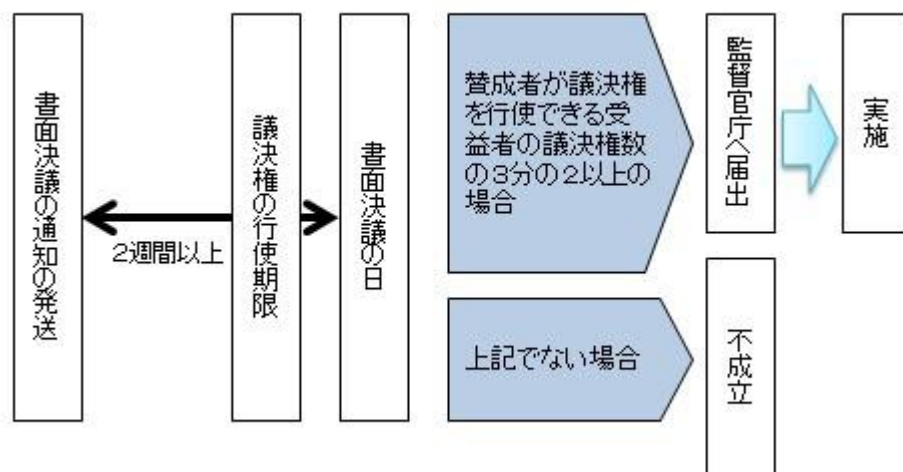 書面決議の通知の発送
2週間以上
議決権の行使期限
書面決議の日
賛成者が議決権
を行使できる受
益者の議決権数
の3分の2以上の
場合
監督官庁へ届出
実施
上記でない場合
不成立